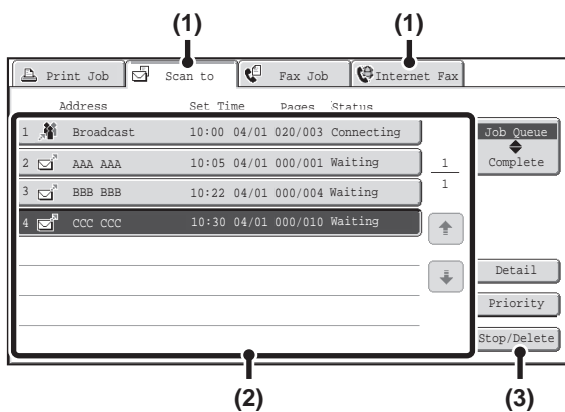 (1) (1)
Print Job Scan to Fax Job Internet Fax
Address Set Time Pages Status
1 Broadcast 10:00 04/01 020/003 Connecting
Job Queue
2 AAA AAA 10:05 04/01 000/001 Waiting
1
Complete
3 BBB BBB 10:22 04/01 000/004 Waiting
1
4 CCC CCC 10:30 04/01 000/010 Waiting
Detail
Priority
Stop/Delete
(2) (3)